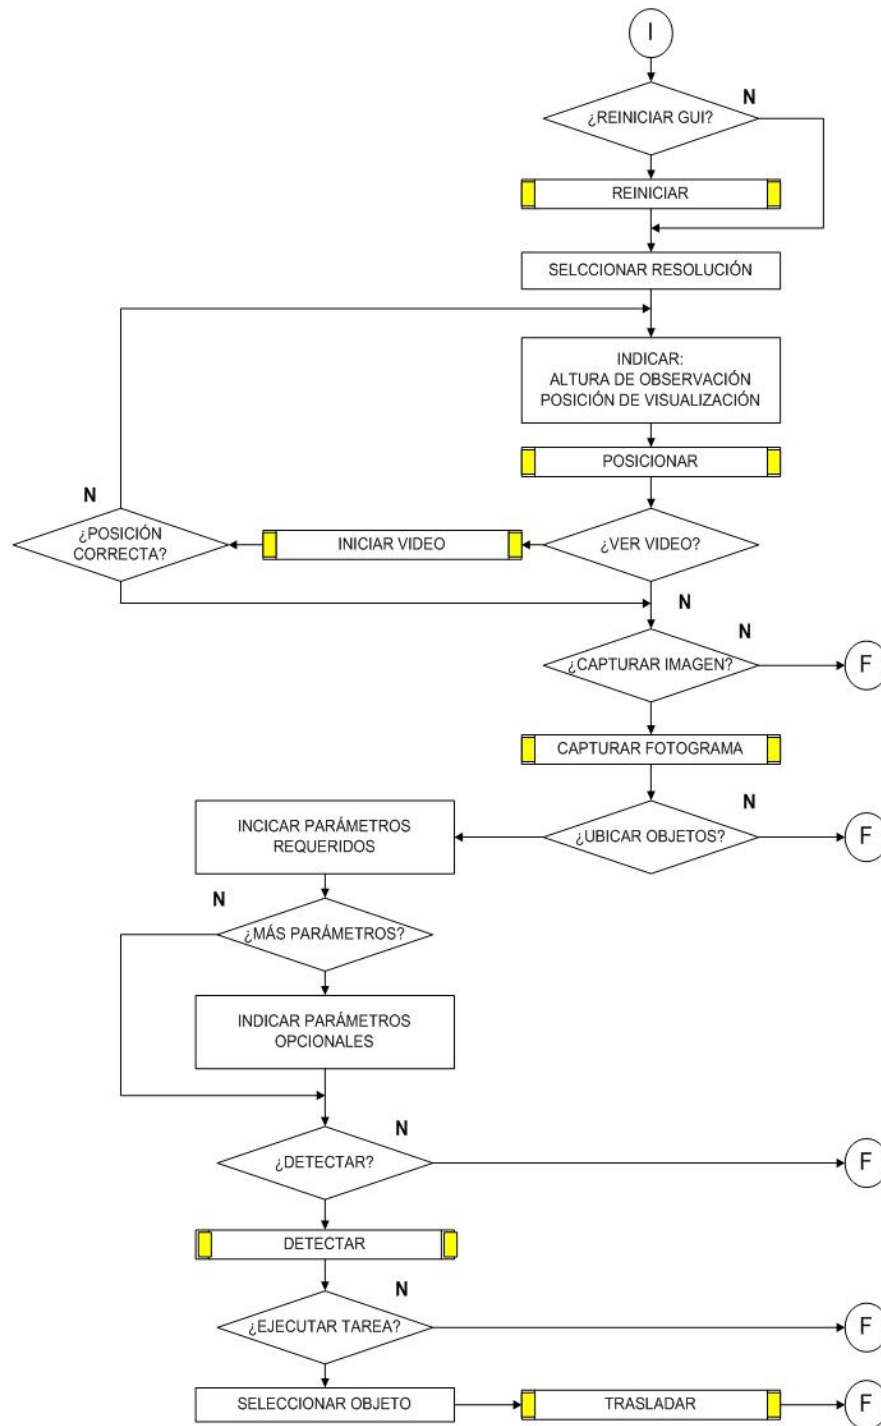 I
N
¿REINICIAR GUI?
REINICIAR
SELCCIONAR RESOLUCIÓN
INDICAR:
ALTURA DE OBSERVACIÓN
POSICIÓN DE VISUALIZACIÓN
POSICIONAR
N
¿POSICIÓN
CORRECTA?
INICIAR VIDEO
¿VER VIDEO?
N
N
¿CAPTURAR IMAGEN?
F
CAPTURAR FOTOGRAMA
N
INCICAR PARÁMETROS
REQUERIDOS
¿UBICAR OBJETOS?
F
N
¿MÁS PARÁMETROS?
INDICAR PARÁMETROS
OPCIONALES
N
¿DETECTAR?
F
DETECTAR
N
¿EJECUTAR TAREA?
F
SELECCIONAR OBJETO
TRASLADAR
F